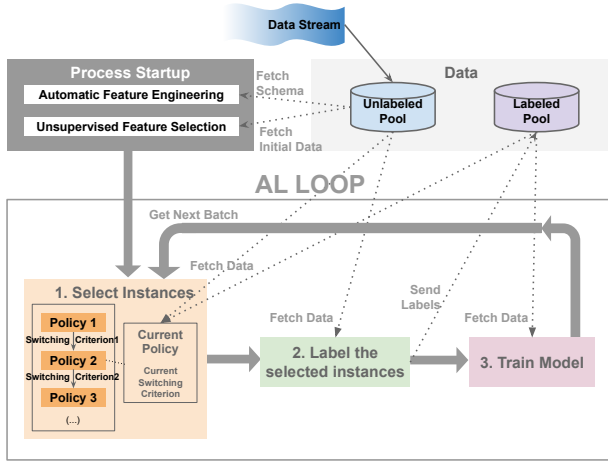 Data Stream
Process Startup
Automatic Feature Engineering
Unsupervised Feature Selection
Fetch
Schema
Fetch
Initial Data
Data
Unlabeled
Pool
Labeled
Pool
AL LOOP
Get Next Batch
Fetch Data
1. Select Instances
Policy 1
Switching Criterion1
Policy 2
Switching Criterion2
Policy 3
(...)
Current
Policy
Current
Switching
Criterion
Fetch Data
2. Label the
selected instances
Send
Labels
Fetch Data
3. Train Model